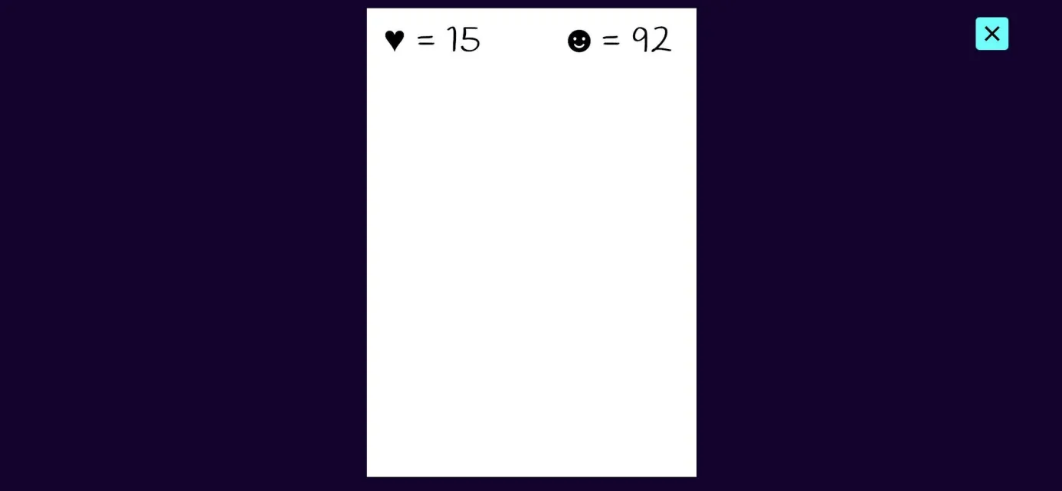 ♥ = 15 ☻ = 92